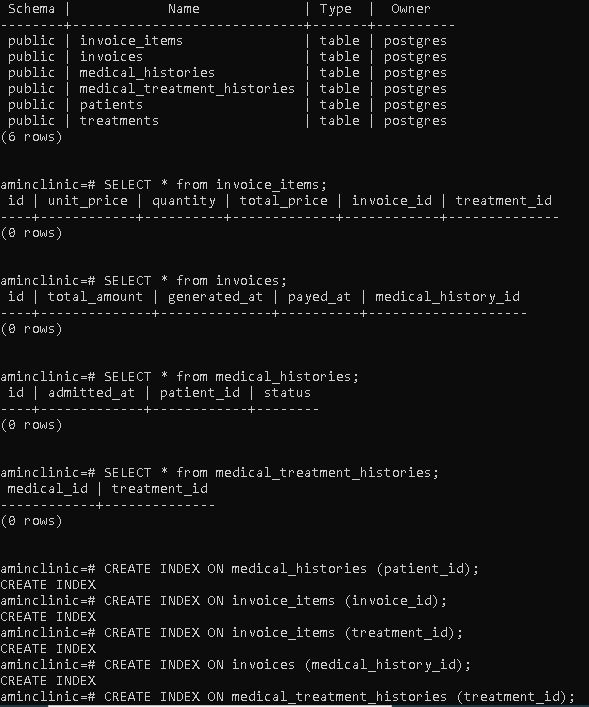 Schema | Name | Type | Owner
--------+-----------------------------+-------+----------
public | invoice_items | table | postgres
public | invoices | table | postgres
public | medical_histories | table | postgres
public | medical_treatment_histories | table | postgres
public | patients | table | postgres
public | treatments | table | postgres
(6 rows)
aminclinic=# SELECT * from invoice_items;
id | unit_price | quantity | total_price | invoice_id | treatment_id
----+------------+----------+-------------+------------+--------------
(0 rows)
aminclinic=# SELECT * from invoices;
id | total_amount | generated_at | payed_at | medical_history_id
----+--------------+--------------+----------+--------------------
(0 rows)
aminclinic=# SELECT * from medical_histories;
id | admitted_at | patient_id | status
----+-------------+------------+--------
(0 rows)
aminclinic=# SELECT * from medical_treatment_histories;
medical_id | treatment_id
------------+--------------
(0 rows)
aminclinic=# CREATE INDEX ON medical_histories (patient_id);
CREATE INDEX
aminclinic=# CREATE INDEX ON invoice_items (invoice_id);
CREATE INDEX
aminclinic=# CREATE INDEX ON invoice_items (treatment_id);
CREATE INDEX
aminclinic=# CREATE INDEX ON invoices (medical_history_id);
CREATE INDEX
aminclinic=# CREATE INDEX ON medical_treatment_histories (treatment_id);